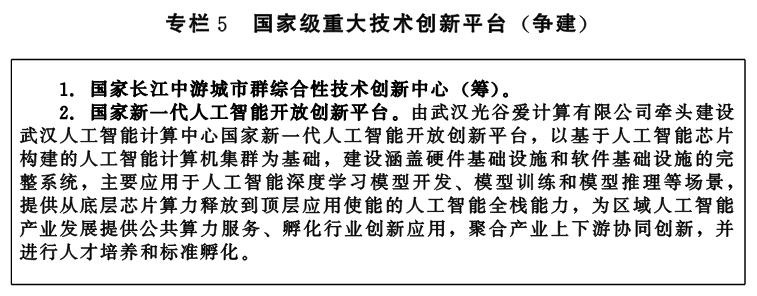 专栏 5 国家级重大技术创新平台（争建）
1. 国家长江中游城市群综合性技术创新中心（筹）。
2. 国家新一代人工智能开放创新平台。由武汉光谷爱计算有限公司牵头建设
武汉人工智能计算中心国家新一代人工智能开放创新平台，以基于人工智能芯片
构建的人工智能计算机集群为基础，建设涵盖硬件基础设施和软件基础设施的完
整系统，主要应用于人工智能深度学习模型开发、模型训练和模型推理等场景，
提供从底层芯片算力释放到顶层应用使能的人工智能全栈能力，为区域人工智能
产业发展提供公共算力服务、孵化行业创新应用，聚合产业上下游协同创新，并
进行人才培养和标准孵化。